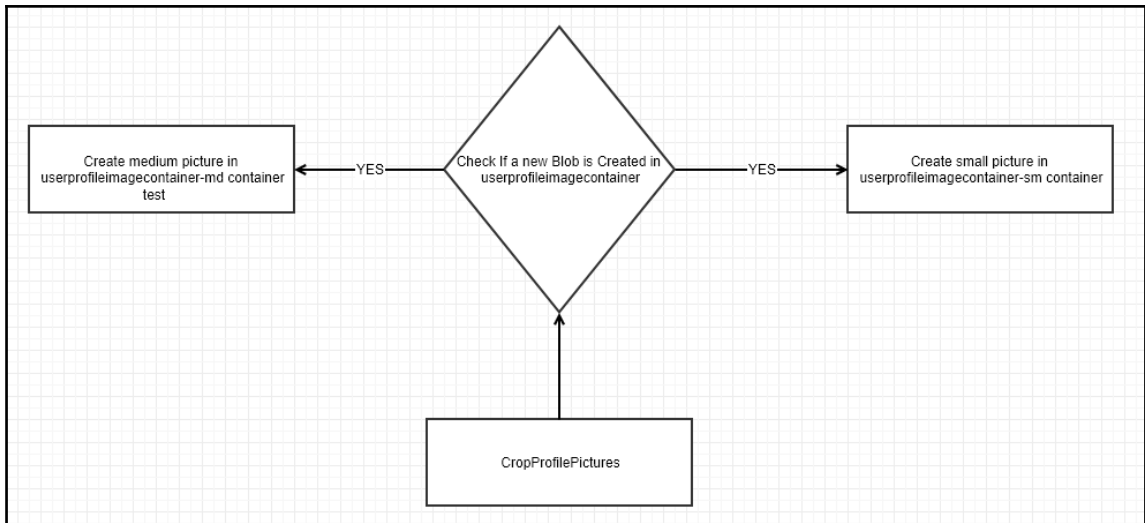 Create medium picture in
userprofileimagecontainer-md container
test
YES
Check If a new Blob is Created in
userprofileimagecontainer
YES
Create small picture in
userprofileimagecontainer-sm container
CropProfilePictures